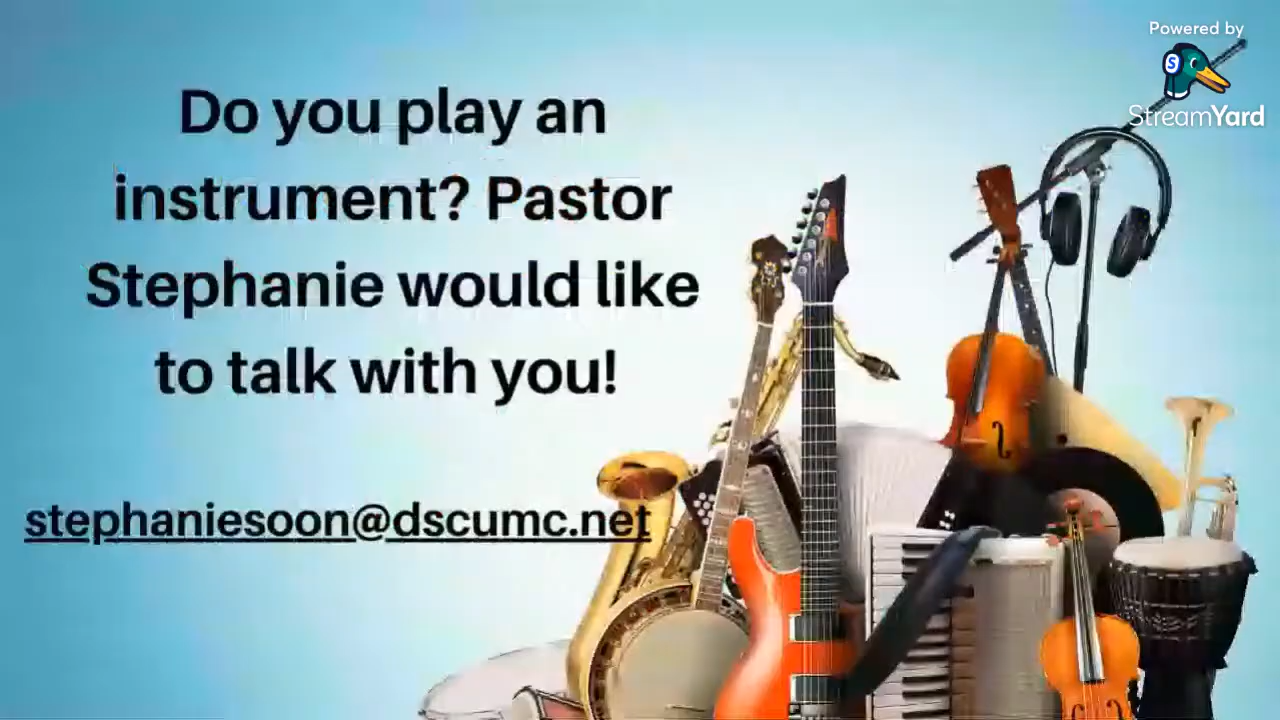 Powered by
StreamYard
Do you play an
instrument? Pastor
Stephanie would like
to talk with you!
stephaniesoon@dscumc.net